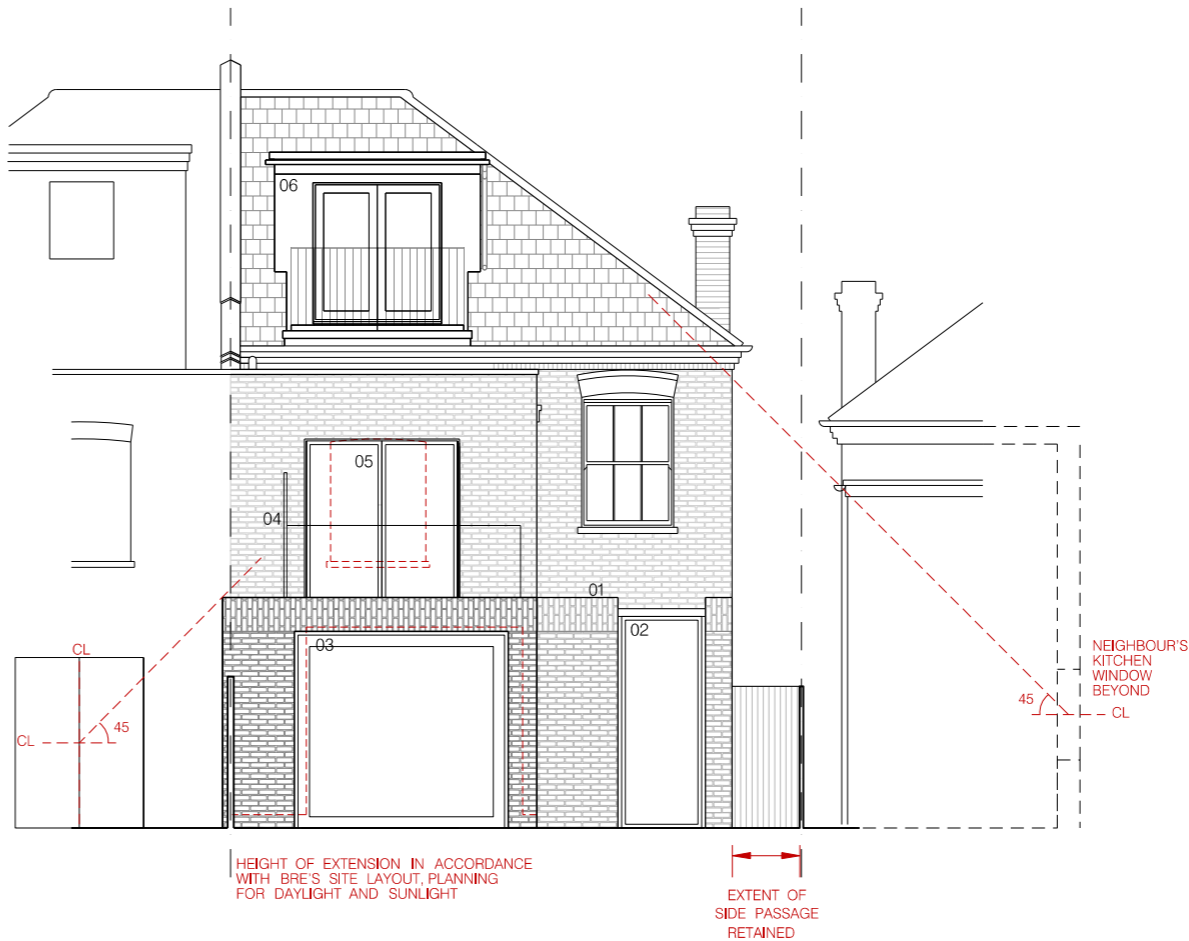 06
05
04
01
02
03
CL
45
CL
NEIGHBOUR'S
KITCHEN
WINDOW
BEYOND
45
CL
HEIGHT OF EXTENSION IN ACCORDANCE
WITH BRE'S SITE LAYOUT, PLANNING
FOR DAYLIGHT AND SUNLIGHT
EXTENT OF
SIDE PASSAGE
RETAINED